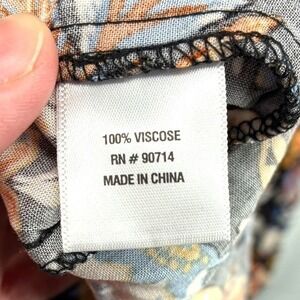 100% VISCOSE
RN # 90714
MADE IN CHINA